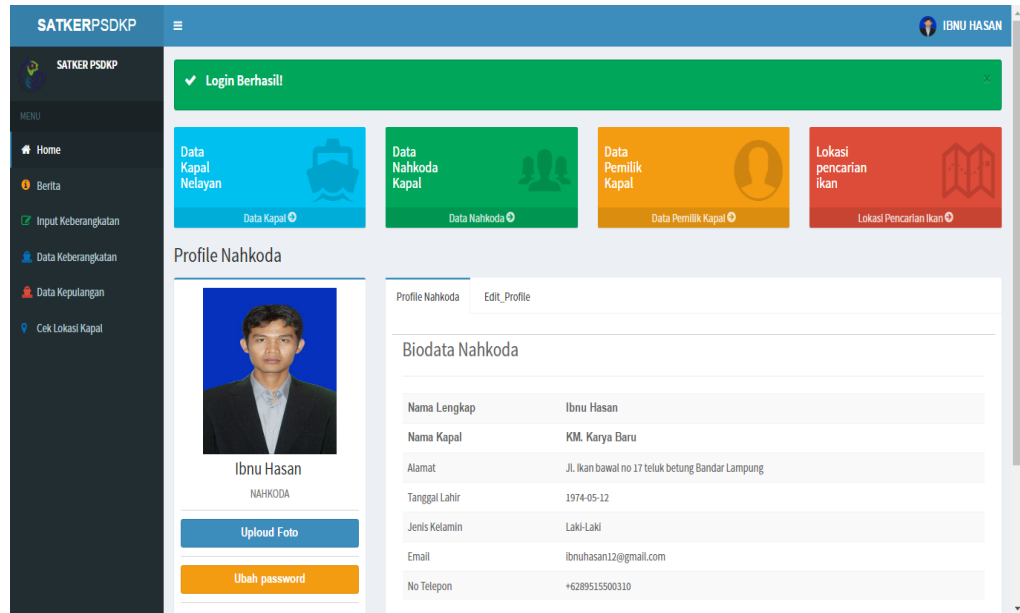 SATKERPSDKP
IBNU HASAN
SATKER PSDKP
MENU
Home
Berita
Input Keberangkatan
Data Keberangkatan
Data Kepulangan
Cek Lokasi Kapal
Login Berhasil!
×
Data
Kapal
Nelayan
Data Kapal
Data
Nahkoda
Kapal
Data Nahkoda
Data
Pemilik
Kapal
Data Pemilik Kapal
Lokasi
pencarian
ikan
Lokasi Pencarian Ikan
Profile Nahkoda
Ibnu Hasan
NAHKODA
Uploud Foto
Ubah password
Profile Nahkoda Edit_Profile
Biodata Nahkoda
Nama Lengkap Ibnu Hasan
Nama Kapal KM. Karya Baru
Alamat Jl. Ikan bawal no 17 teluk betung Bandar Lampung
Tanggal Lahir 1974-05-12
Jenis Kelamin Laki-Laki
Email ibnuhasan12@gmail.com
No Telepon +6289515500310